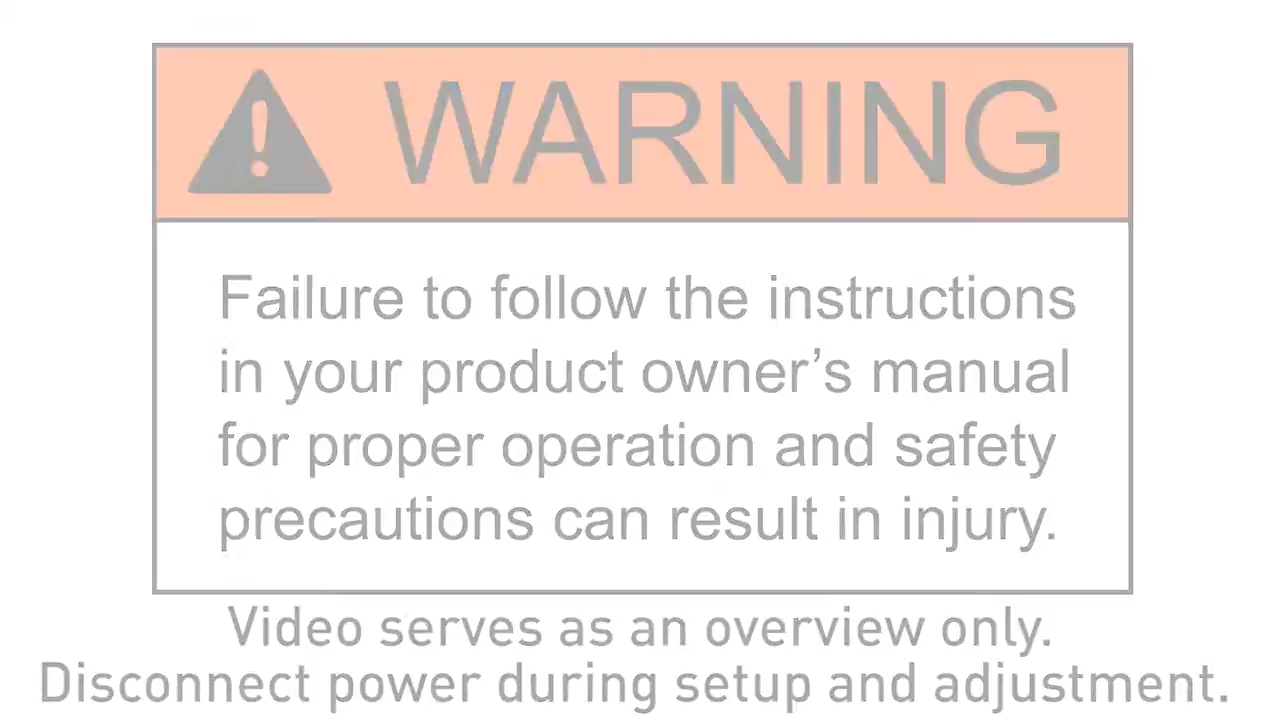 WARNING
Failure to follow the instructions
in your product owner’s manual
for proper operation and safety
precautions can result in injury.
Video serves as an overview only.
Disconnect power during setup and adjustment.